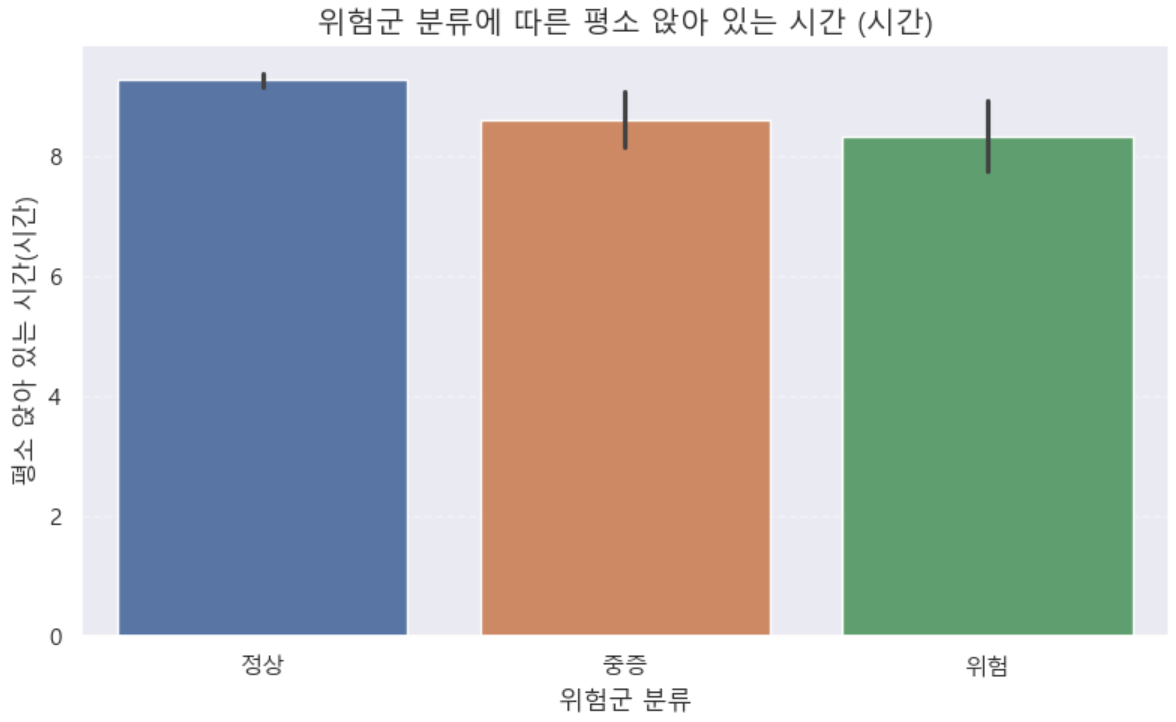 위험군 분류에 따른 평소 앉아 있는 시간 (시간)
평소 앉아 있는 시간(시간)
8
6
4
2
0
정상
중증
위험
위험군 분류